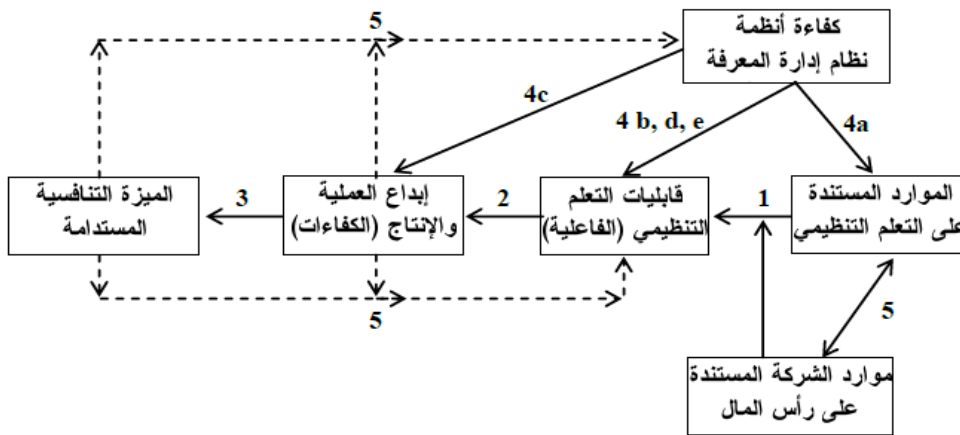 5
كفاءة أنظمة
نظام إدارة المعرفة
4c
4 b, d, e
4a
الموارد المستندة
على التعلم التنظيمي
1
قابليات التعلم
التنظيمي (الفاعلية)
2
إبداع العملية
والإنتاج (الكفاءات)
3
الميزة التنافسية
المستدامة
5
5
موارد الشركة المستندة
على رأس المال